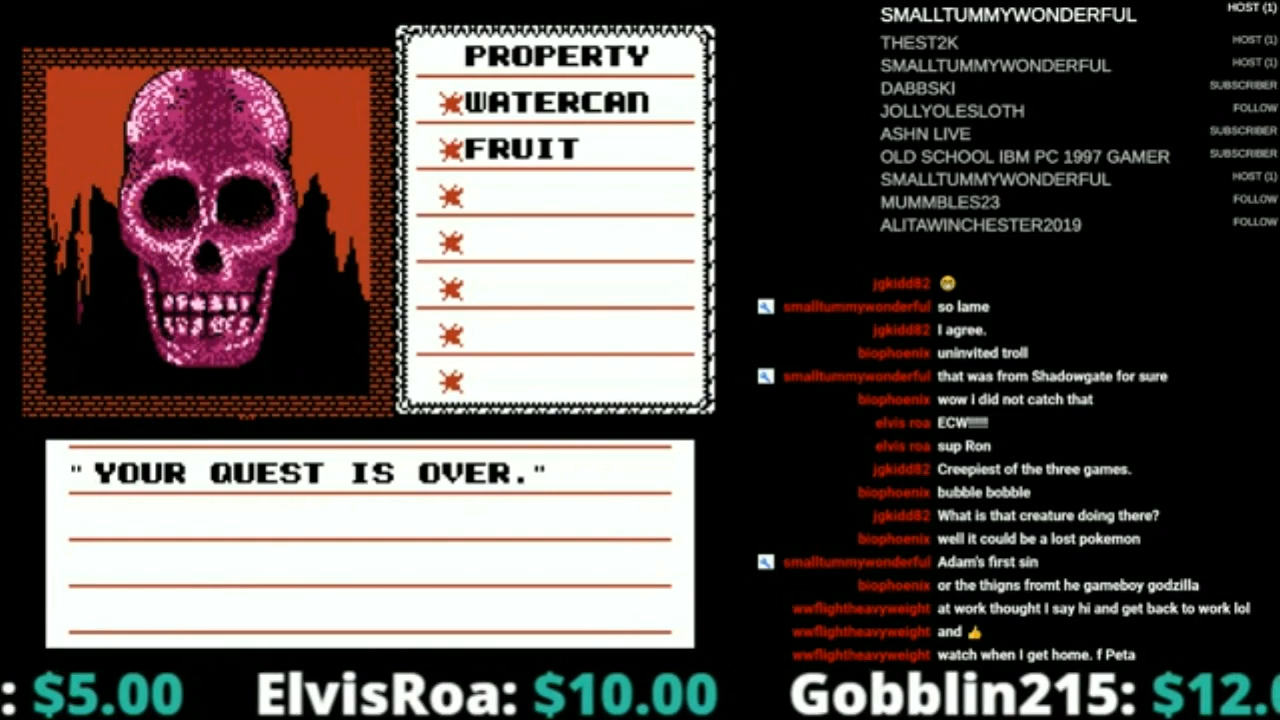 PROPERTY
WATERCAN
FRUIT
" YOUR QUEST IS OVER."
SMALLTUMMYWONDERFUL HOST (1)
THEST2K HOST (1)
SMALLTUMMYWONDERFUL HOST (1)
DABBSKI SUBSCRIBER
JOLLYOLESLOTH FOLLOW
ASHN LIVE SUBSCRIBER
OLD SCHOOL IBM PC 1997 GAMER SUBSCRIBER
SMALLTUMMYWONDERFUL HOST (1)
MUMMBLES23 FOLLOW
ALITAWINCHESTER2019 FOLLOW
jgkidd82 😁
smalltummywonderful so lame
jgkidd82 I agree.
biophoenix uninvited troll
smalltummywonderful that was from Shadowgate for sure
biophoenix wow i did not catch that
elvis roa ECW!!!!!!
elvis roa sup Ron
jgkidd82 Creepiest of the three games.
biophoenix bubble bobble
jgkidd82 What is that creature doing there?
biophoenix well it could be a lost pokemon
smalltummywonderful Adam's first sin
biophoenix or the thigns fromt he gameboy godzilla
wwflightheavyweight at work thought I say hi and get back to work lol
wwflightheavyweight and 👍
wwflightheavyweight watch when I get home. f Peta
: $5.00 ElvisRoa: $10.00 Gobblin215: $12.0